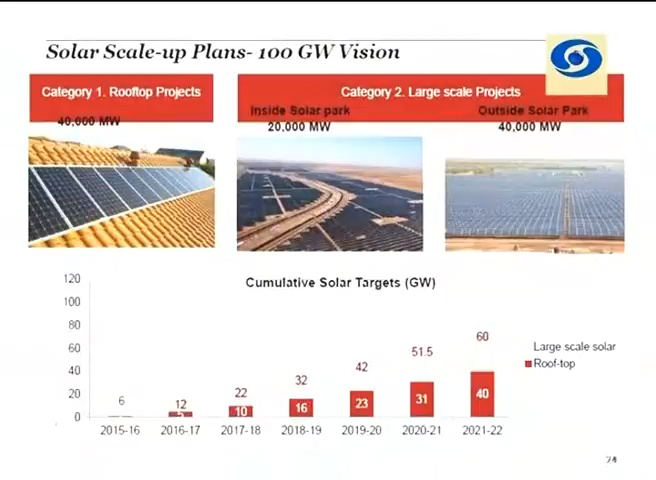 Solar Scale-up Plans- 100 GW Vision
Category 1. Rooftop Projects
40,000 MW
Category 2. Large scale Projects
Inside Solar park
20,000 MW
Outside Solar Park
40,000 MW
Cumulative Solar Targets (GW)
120
100
80
60
40
20
0
6
12
22
32
42
51.5
60
5
10
16
23
31
40
2015-16
2016-17
2017-18
2018-19
2019-20
2020-21
2021-22
Large scale solar
Roof-top
24